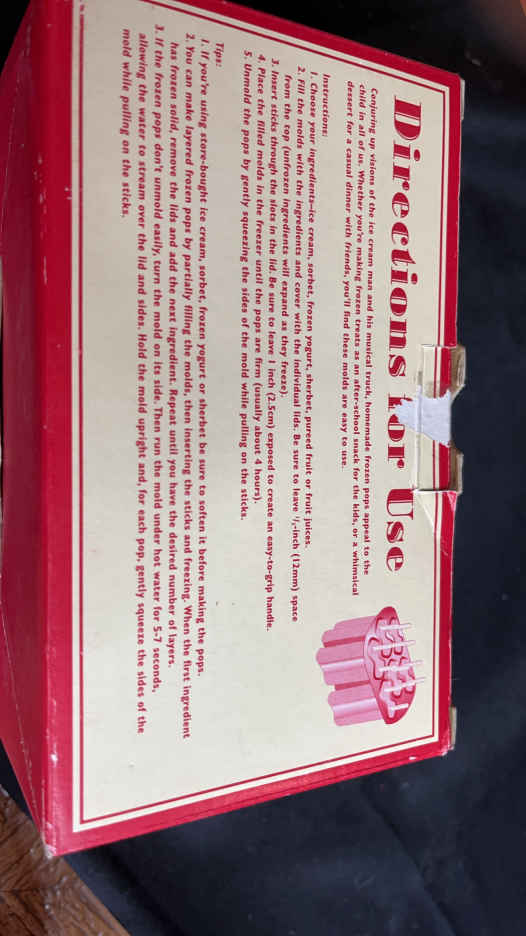 Directions for Use
Conjuring up visions of the ice cream man and his musical truck, homemade frozen pops appeal to the
child in all of us. Whether you're making frozen treats as an after-school snack for the kids, or a whimsical
dessert for a casual dinner with friends, you'll find these molds are easy to use.
Instructions:
1. Choose your ingredients—ice cream, sorbet, frozen yogurt, sherbet, pureed fruit or fruit juices.
2. Fill the molds with the ingredients and cover with the individual lids. Be sure to leave ½-inch (12mm) space
from the top (unfrozen ingredients will expand as they freeze).
3. Insert sticks through the slots in the lid. Be sure to leave 1 inch (2.5cm) exposed to create an easy-to-grip handle.
4. Place the filled molds in the freezer until the pops are firm (usually about 4 hours).
5. Unmold the pops by gently squeezing the sides of the mold while pulling on the sticks.
Tips:
1. If you're using store-bought ice cream, sorbet, frozen yogurt or sherbet be sure to soften it before making the pops.
2. You can make layered frozen pops by partially filling the molds, then inserting the sticks and freezing. When the first ingredient
has frozen solid, remove the lids and add the next ingredient. Repeat until you have the desired number of layers.
3. If the frozen pops don't unmold easily, turn the mold on its side. Then run the mold under hot water for 5-7 seconds,
allowing the water to stream over the lid and sides. Hold the mold upright and, for each pop, gently squeeze the sides of the
mold while pulling on the sticks.